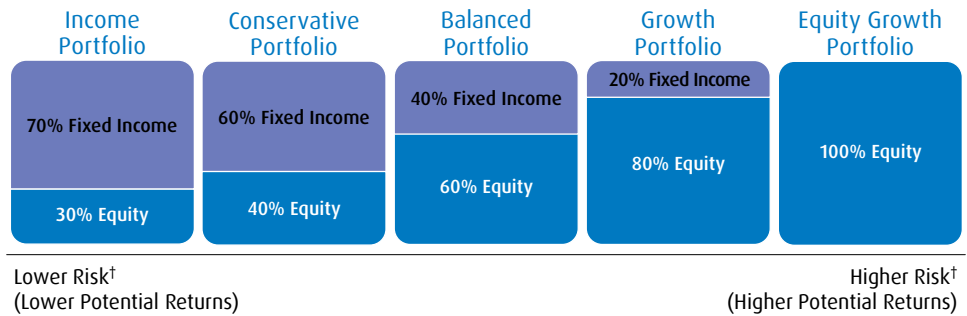 Income
Portfolio
Conservative
Portfolio
Balanced
Portfolio
Growth
Portfolio
Equity Growth
Portfolio
70% Fixed Income
30% Equity
60% Fixed Income
40% Equity
40% Fixed Income
60% Equity
20% Fixed Income
80% Equity
100% Equity
Lower Risk†
(Lower Potential Returns)
Higher Risk†
(Higher Potential Returns)